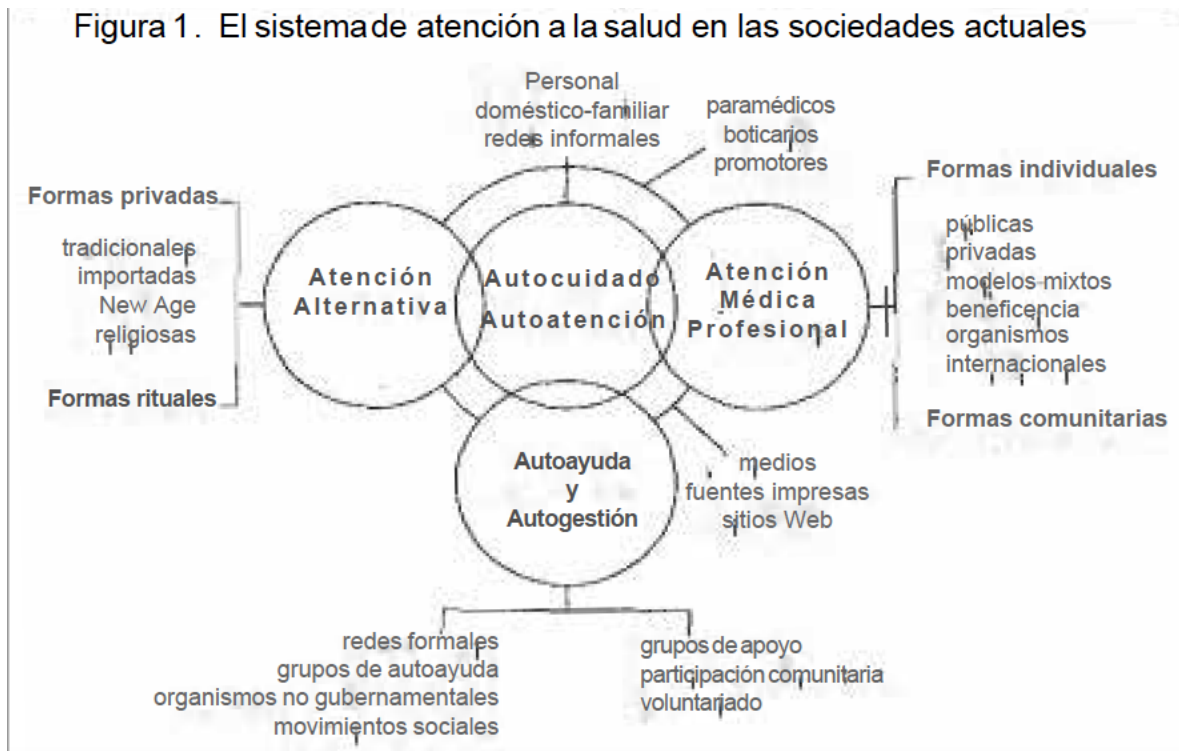 Figura 1. El sistema de atención a la salud en las sociedades actuales
Personal
doméstico-familiar
redes informales
paramédicos
boticarios
promotores
Formas privadas
tradicionales
importadas
New Age
religiosas
Formas rituales
Atención
Alternativa
Autocuidado
Autoatención
Atención
Médica
Profesional
Formas individuales
públicas
privadas
modelos-mixtos
beneficencia
organismos
internacionales
Formas comunitarias
Autoayuda
y
Autogestión
medios
fuentes impresas
sitios Web
redes formales
grupos de autoayuda
organismos no gubernamentales
movimientos sociales
grupos de apoyo
participación comunitaria
voluntariado